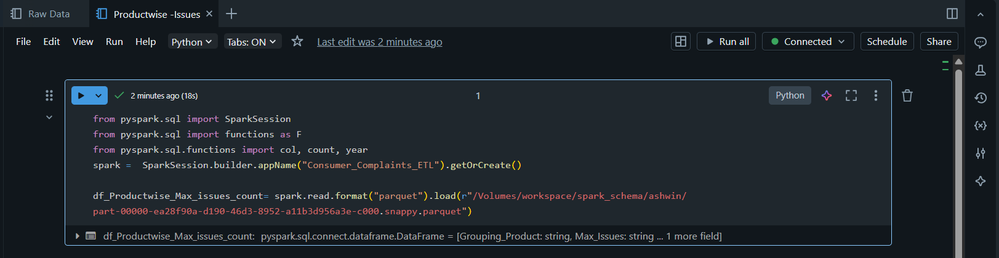 Raw Data
Productwise -Issues
File Edit View Run Help Python Tabs: ON Last edit was 2 minutes ago Run all Connected Schedule Share
2 minutes ago (18s) 1 Python
from pyspark.sql import SparkSession
from pyspark.sql import functions as F
from pyspark.sql.functions import col, count, year
spark =  SparkSession.builder.appName("Consumer_Complaints_ETL").getOrCreate()
df_Productwise_Max_issues_count= spark.read.format("parquet").load(r"/Volumes/workspace/spark_schema/ashwin/
part-00000-ea28f90a-d190-46d3-8952-a11b3d956a3e-c000.snappy.parquet")
df_Productwise_Max_issues_count: pyspark.sql.connect.dataframe.DataFrame = [Grouping_Product: string, Max_Issues: string ... 1 more field]